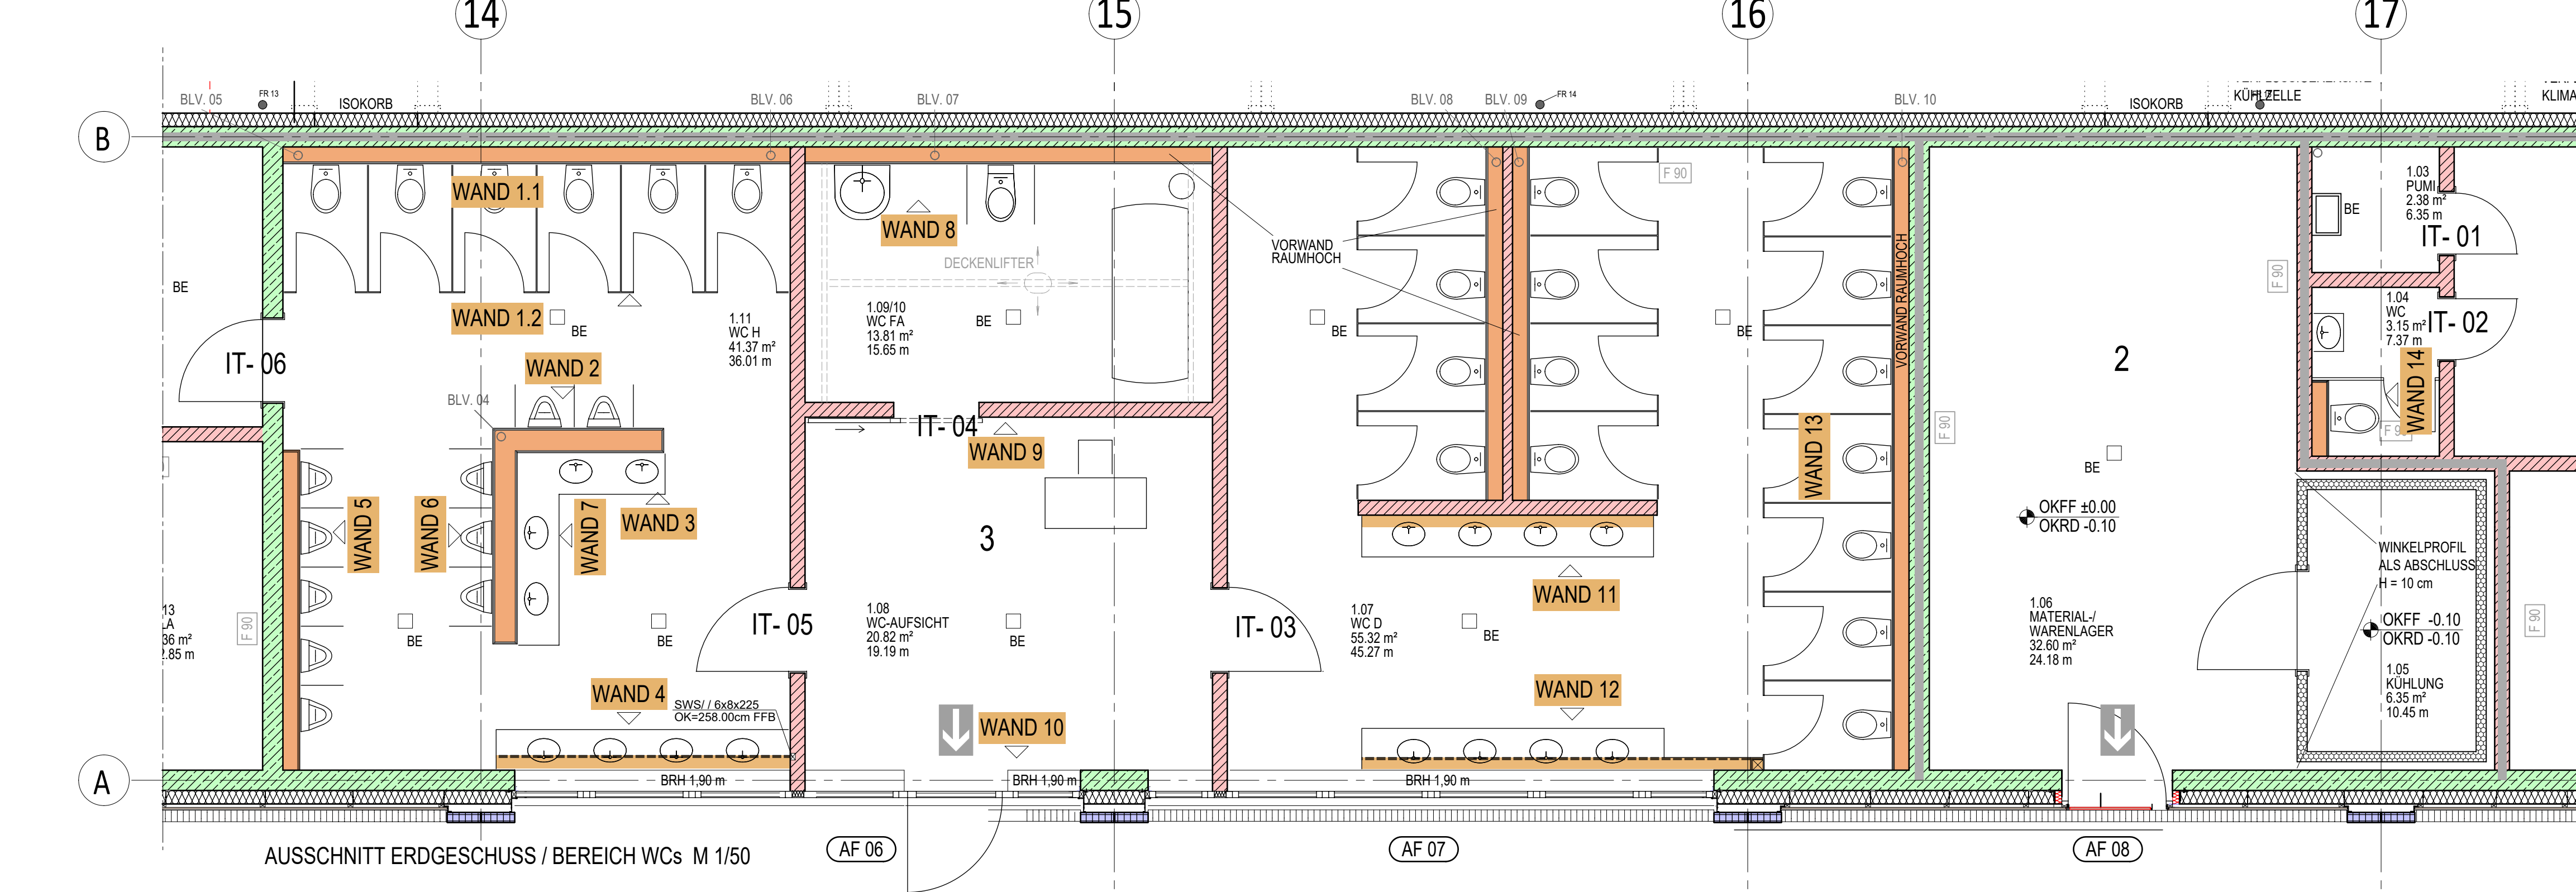 14
15
16
17
BLV. 05
FR 13
ISOKORB
BLV. 06
BLV. 07
BLV. 08
BLV. 09
FR 14
BLV. 10
ISOKORB
KÜHLZELLE
KLIMA
B
WAND 1.1
WAND 8
F 90
1.03
PUMI
2.38 m²
6.35 m
BE
IT- 01
VORWAND
RAUMHOCH
DECKENLIFTER
VORWAND RAUMHOCH
F 90
BE
WAND 1.2
BE
1.11
WC H
41.37 m²
36.01 m
1.09/10
WC FA
13.81 m²
15.65 m
BE
BE
BE
1.04
WC
3.15 m²
7.37 m
IT- 02
IT- 06
WAND 2
2
WAND 14
BLV. 04
IT- 04
WAND 9
WAND 13
F 90
BE
WAND 5
WAND 6
WAND 7
WAND 3
3
OKFF ±0.00
OKRD -0.10
WINKELPROFIL
ALS ABSCHLUSS
H = 10 cm
WAND 11
13
LA
36 m²
2.85 m
F 90
BE
BE
IT- 05
1.08
WC-AUFSICHT
20.82 m²
19.19 m
BE
IT- 03
1.07
WC D
55.32 m²
45.27 m
BE
1.06
MATERIAL-/
WARENLAGER
32.60 m²
24.18 m
OKFF -0.10
OKRD -0.10
F 90
1.05
KÜHLUNG
6.35 m²
10.45 m
WAND 4
SWS/ / 6x8x225
OK=258.00cm FFB
WAND 10
WAND 12
A
BRH 1,90 m
BRH 1,90 m
BRH 1,90 m
AUSSCHNITT ERDGESCHUSS / BEREICH WCs M 1/50
AF 06
AF 07
AF 08